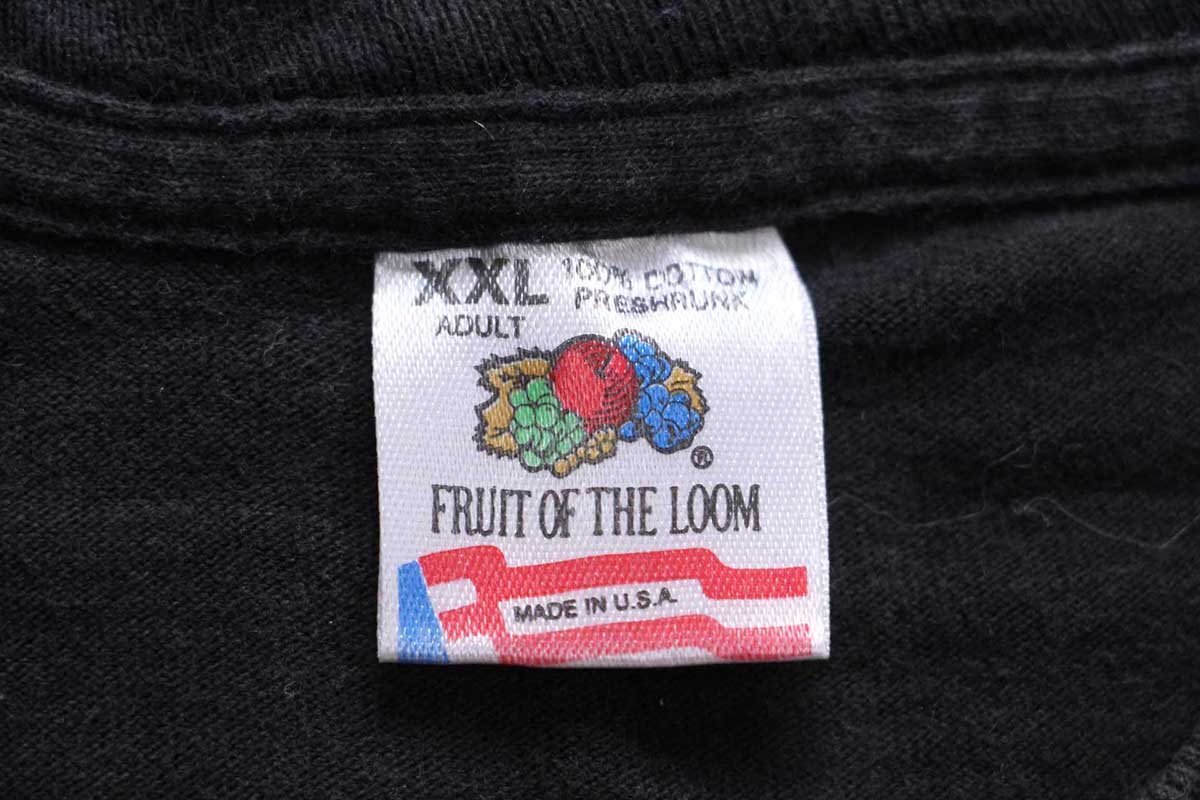 XXL
ADULT
100% COTTON
PRESHRUNK
®
FRUIT OF THE LOOM
MADE IN U.S.A.